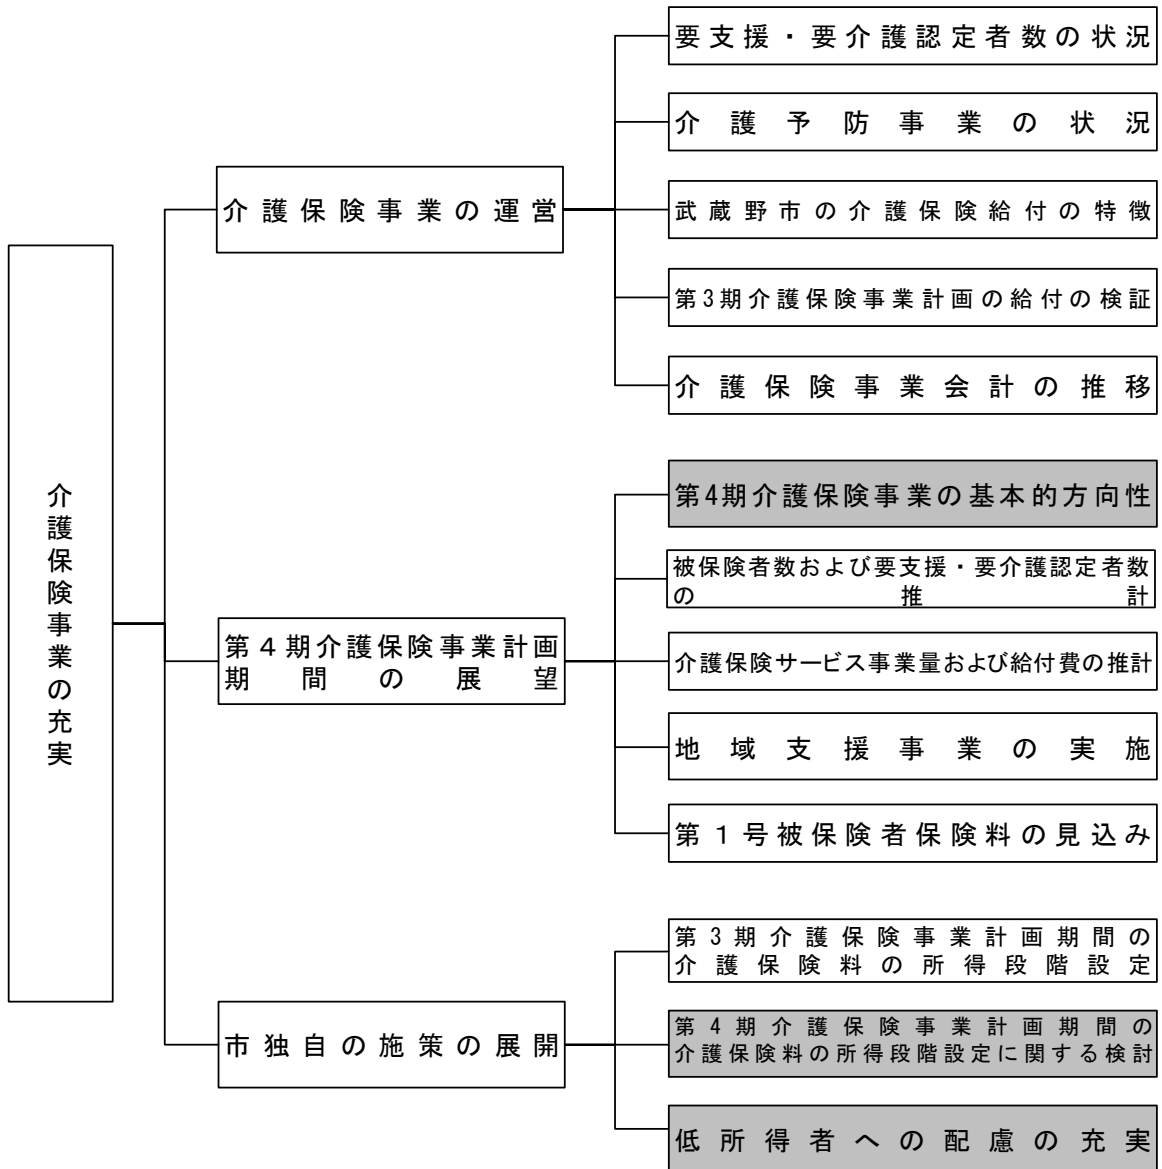 介護保険事業の充実
介護保険事業の運営
要支援・要介護認定者数の状況
介護予防事業の状況
武蔵野市の介護保険給付の特徴
第3期介護保険事業計画の給付の検証
介護保険事業会計の推移
第４期介護保険事業計画
期間の展望
第4期介護保険事業の基本的方向性
被保険者数および要支援・要介護認定者数
の推計
介護保険サービス事業量および給付費の推計
地域支援事業の実施
第１号被保険者保険料の見込み
市独自の施策の展開
第３期介護保険事業計画期間の
介護保険料の所得段階設定
第４期介護保険事業計画期間の
介護保険料の所得段階設定に関する検討
低所得者への配慮の充実